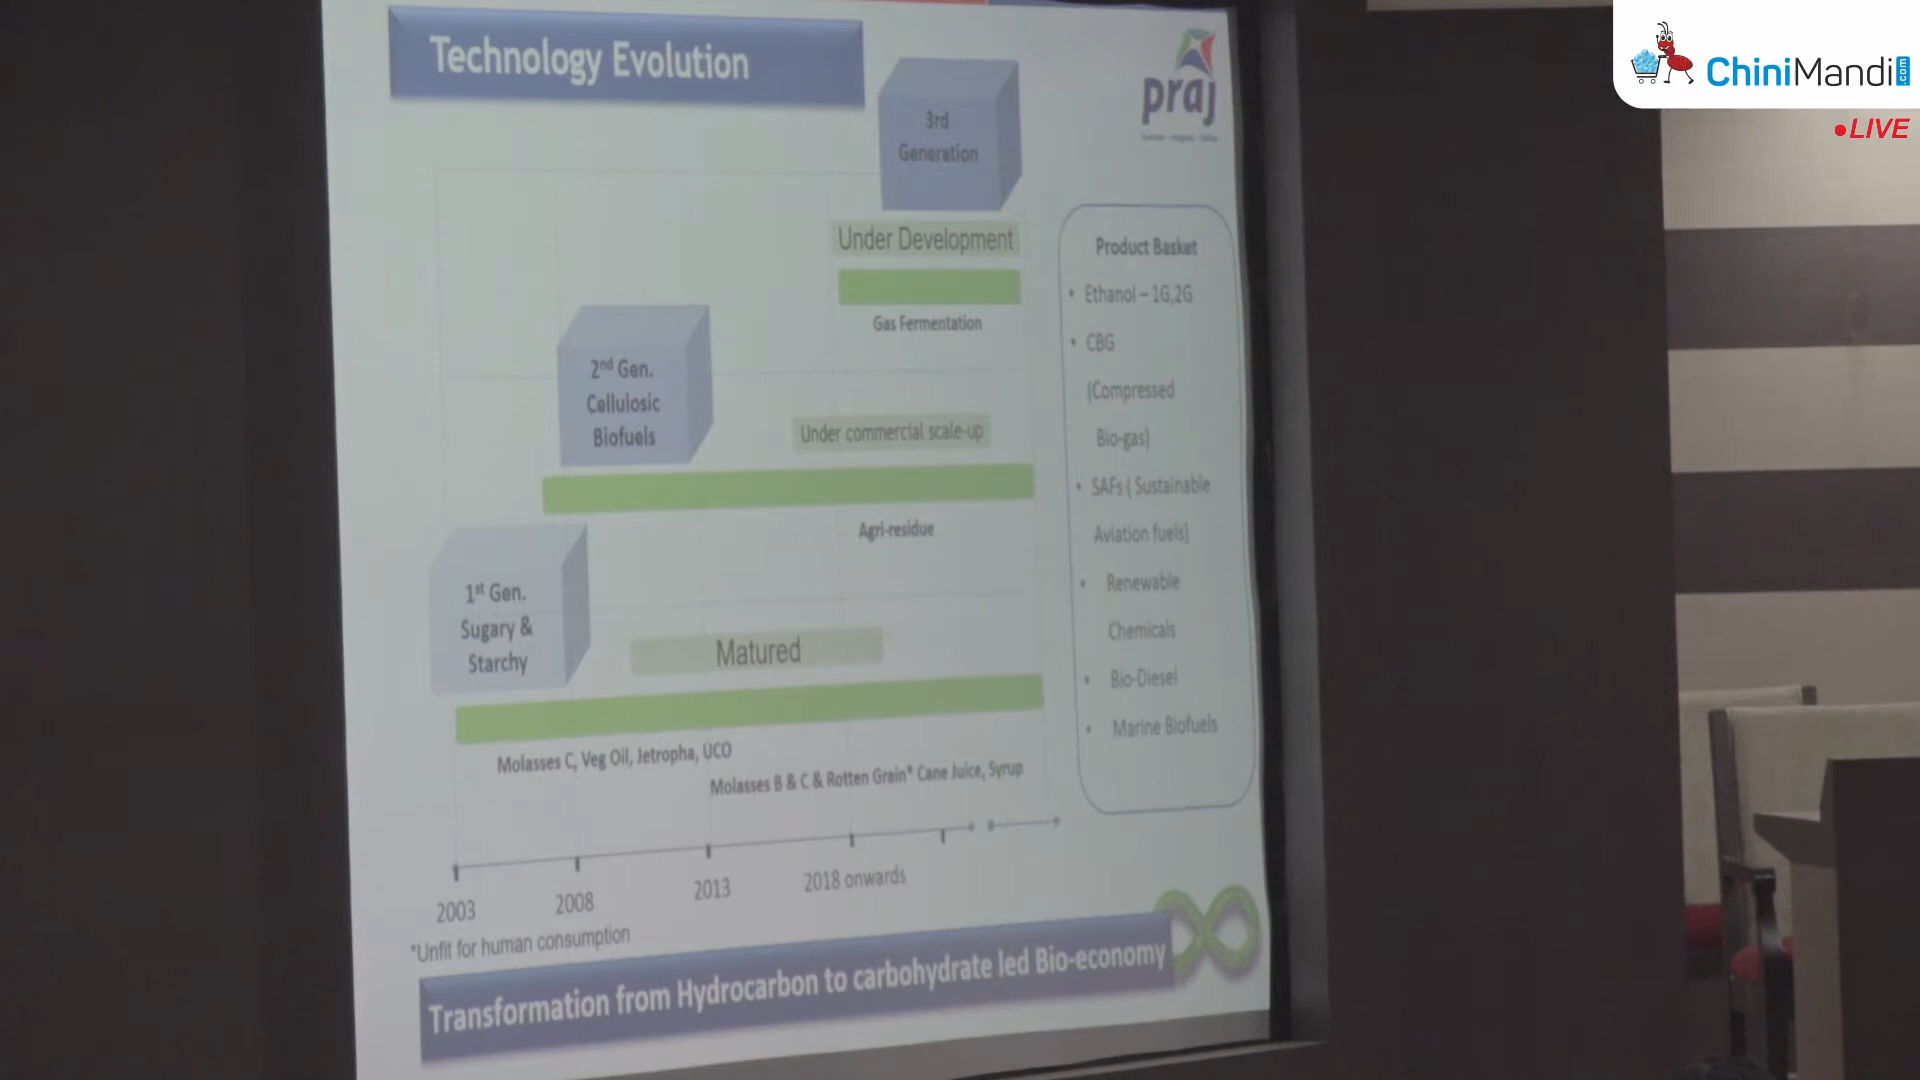 Technology Evolution
praj
ChiniMandi.com
LIVE
3rd
Generation
Under Development
Gas Fermentation
2nd Gen.
Cellulosic
Biofuels
Under commercial scale-up
Agri-residue
1st Gen.
Sugary &
Starchy
Matured
Molasses C, Veg Oil, Jetropha, UCO
Molasses B & C & Rotten Grain* Cane Juice, Syrup
2003
2008
2013
2018 onwards
*Unfit for human consumption
Product Basket
• Ethanol – 1G,2G
• CBG
(Compressed
Bio-gas)
• SAFs ( Sustainable
Aviation fuels)
• Renewable
Chemicals
• Bio-Diesel
• Marine Biofuels
Transformation from Hydrocarbon to carbohydrate led Bio-economy